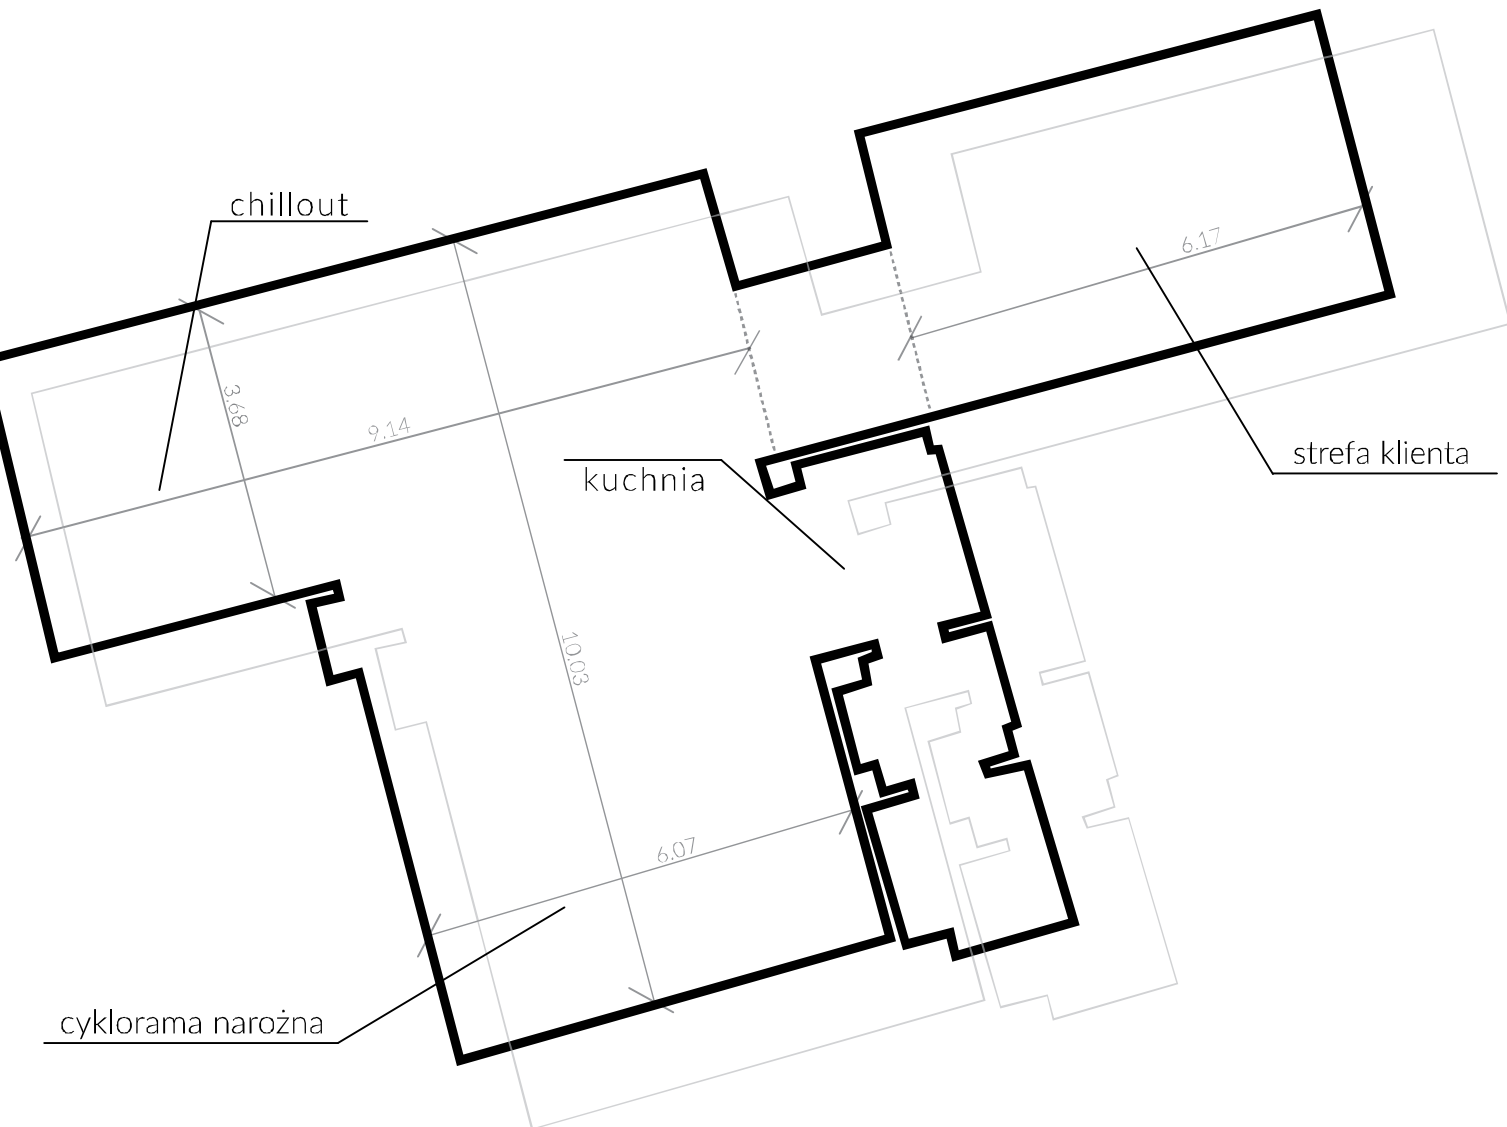 chillout
6.17
3.68
9.14
strefa klienta
kuchnia
10.03
6.07
cyklorama narożna